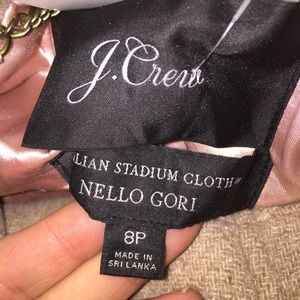 J.Crew
LIAN STADIUM CLOTH
NELLO GORI
8P
MADE IN
SRI LANKA